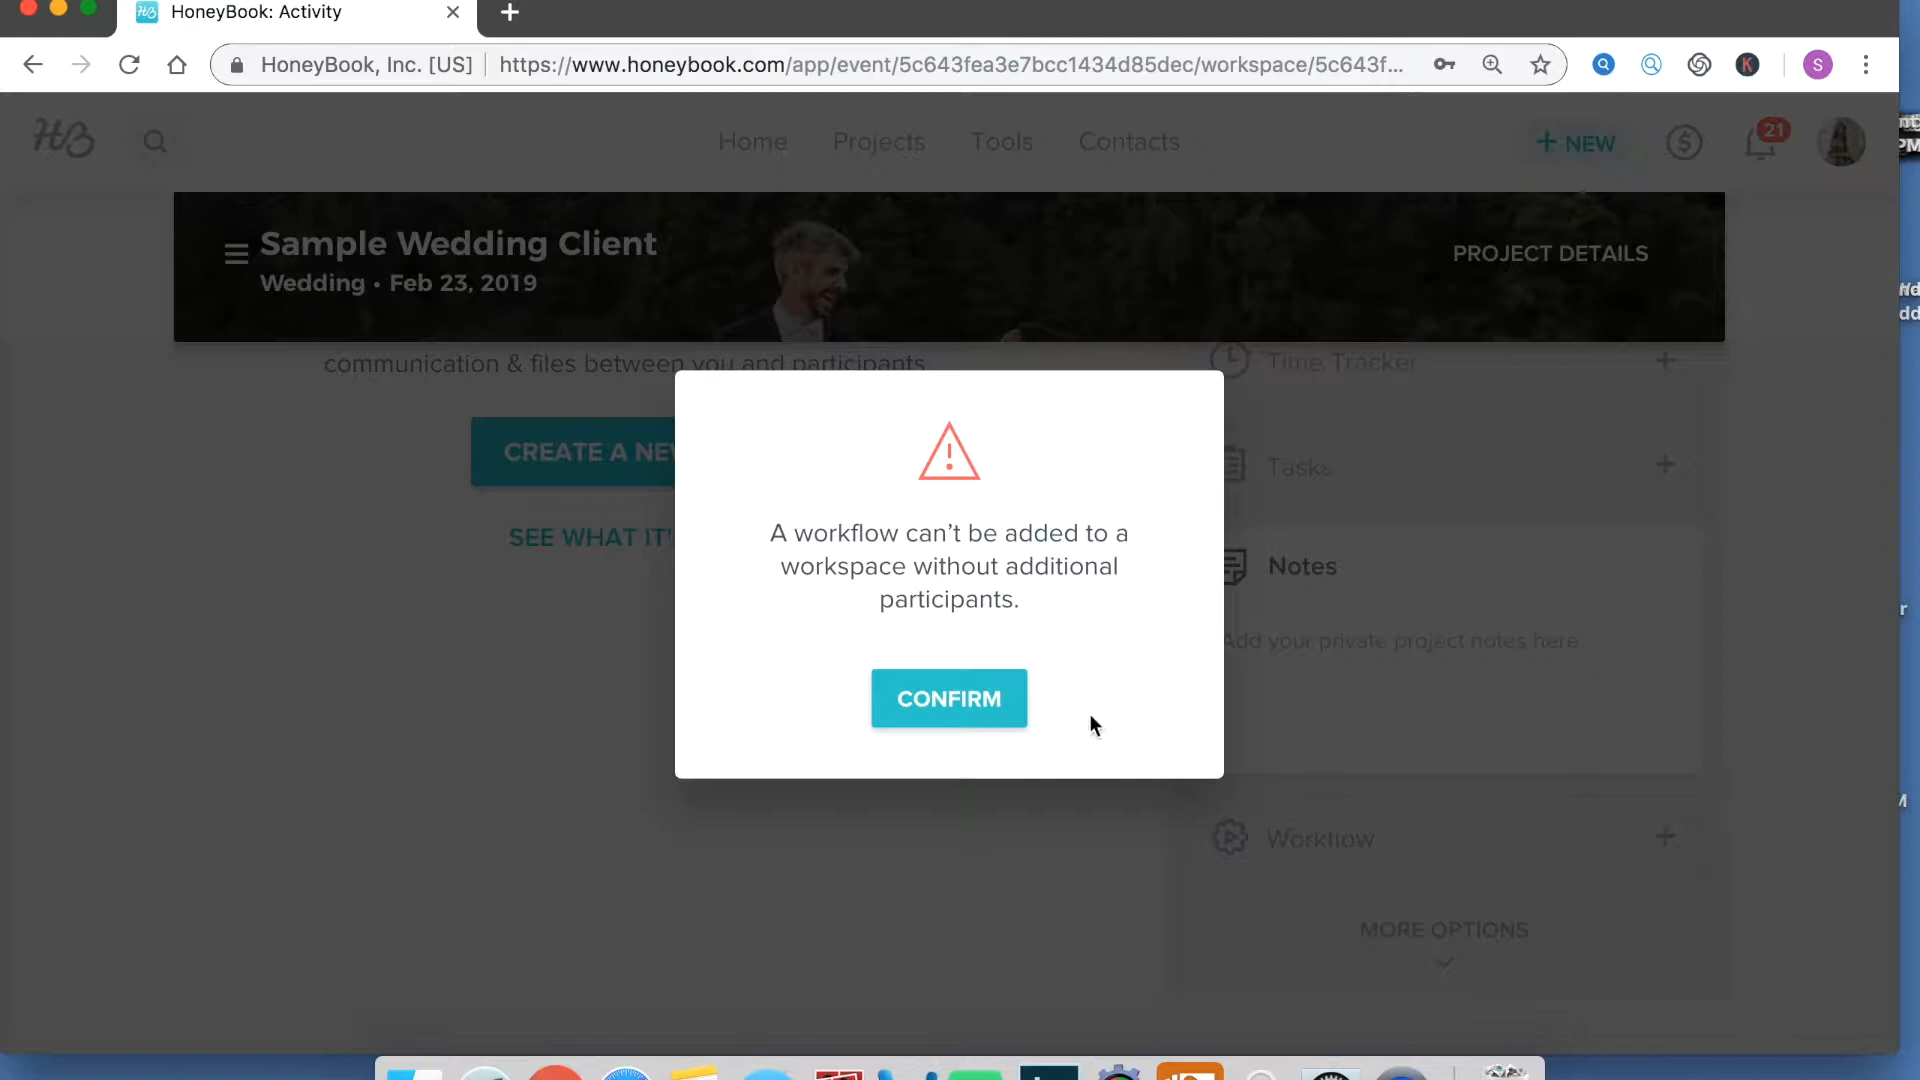 HoneyBook: Activity
HoneyBook, Inc. [US]
https://www.honeybook.com/app/event/5c643fea3e7bcc1434d85dec/workspace/5c643f...
K
S
HB
Home
Projects
Tools
Contacts
+ NEW
$
21
Sample Wedding Client
Wedding • Feb 23, 2019
PROJECT DETAILS
communication & files between you and participants
Time Tracker
CREATE A NE
Tasks
SEE WHAT IT'
A workflow can't be added to a
workspace without additional
participants.
CONFIRM
Notes
Add your private project notes here
Workflow
MORE OPTIONS